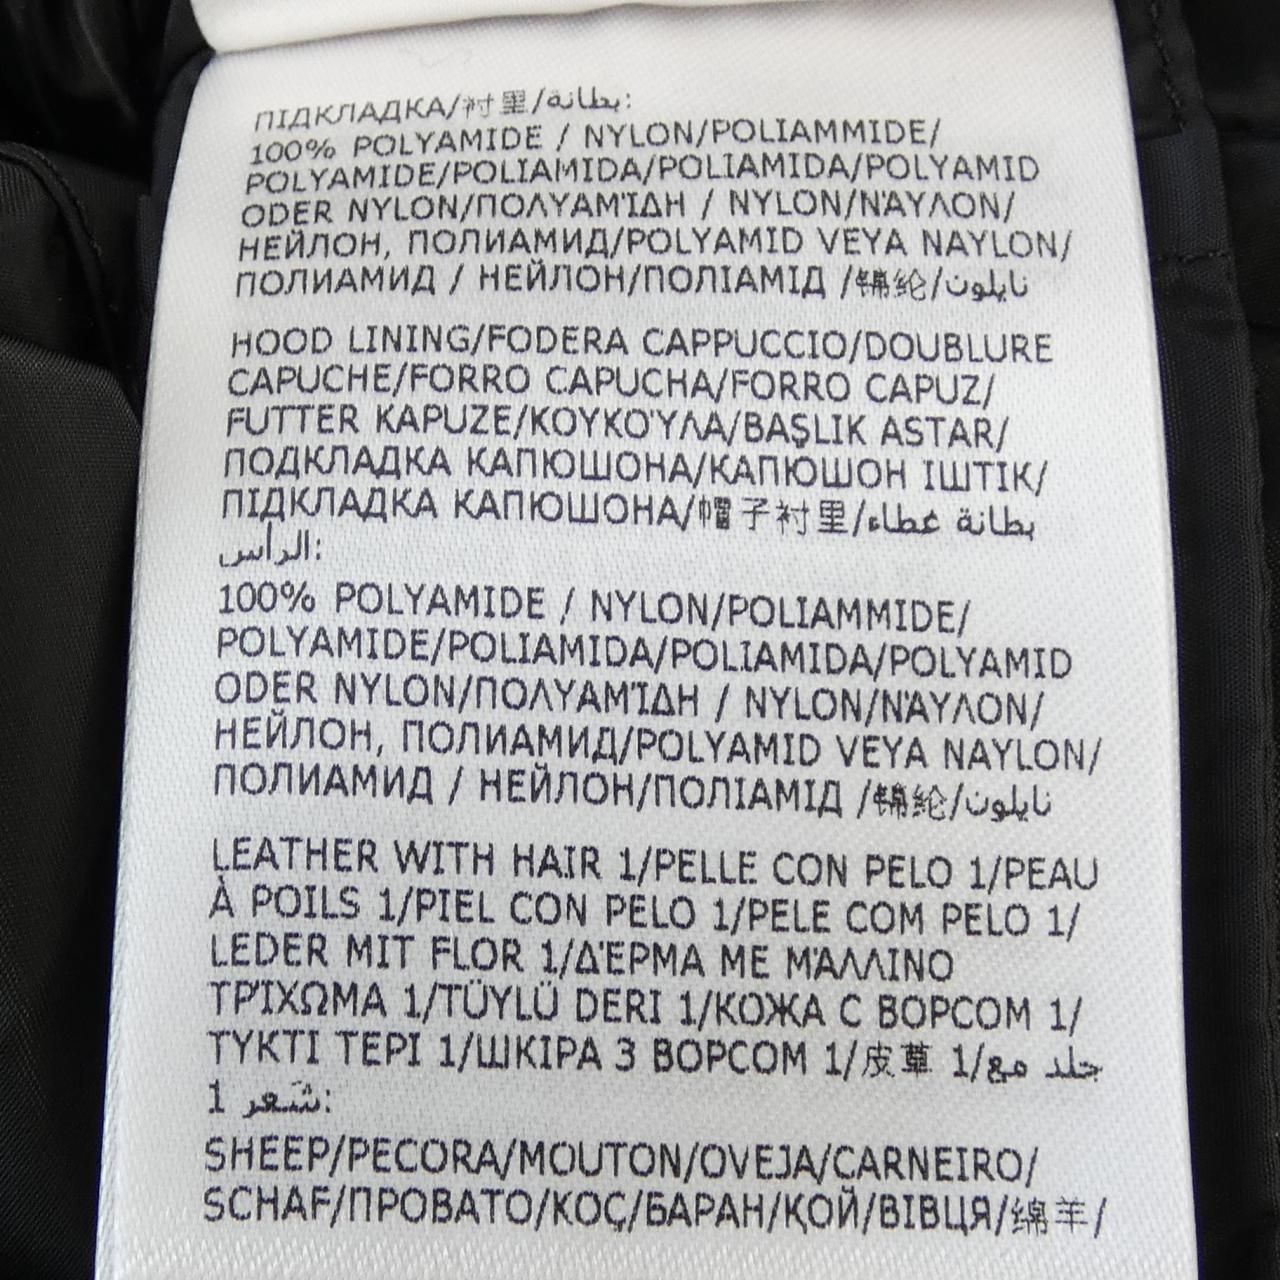 ПІДКЛАДКА/衬里/بطانة:
100% POLYAMIDE / NYLON/POLIAMMIDE/
POLYAMIDE/POLIAMIDA/POLIAMIDA/POLYAMID
ODER NYLON/ΠΟΛΥΑΜΊΔΗ / NYLON/ΝΆΥΛΟΝ/
НЕЙЛОН, ПОЛИАМИД/POLYAMID VEYA NAYLON/
ПОЛИАМИД / НЕЙЛОН/ПОЛІАМІД /锦纶/نايلون
HOOD LINING/FODERA CAPPUCCIO/DOUBLURE
CAPUCHE/FORRO CAPUCHA/FORRO CAPUZ/
FUTTER KAPUZE/ΚΟΥΚΟΎΛΑ/BAŞLIK ASTAR/
ПОДКЛАДКА КАПЮШОНА/КАПЮШОН ІШТІК/
ПІДКЛАДКА КАПЮШОНА/帽子衬里/بطانة غطاء
الرأس:
100% POLYAMIDE / NYLON/POLIAMMIDE/
POLYAMIDE/POLIAMIDA/POLIAMIDA/POLYAMID
ODER NYLON/ΠΟΛΥΑΜΊΔΗ / NYLON/ΝΆΥΛΟΝ/
НЕЙЛОН, ПОЛИАМИД/POLYAMID VEYA NAYLON/
ПОЛИАМИД / НЕЙЛОН/ПОЛІАМІД /锦纶/نايلون
LEATHER WITH HAIR 1/PELLE CON PELO 1/PEAU
À POILS 1/PIEL CON PELO 1/PELE COM PELO 1/
LEDER MIT FLOR 1/ΔΈΡΜΑ ΜΕ ΜΆΛΛΙΝΟ
ΤΡΊΧΩΜΑ 1/TÜYLÜ DERI 1/КОЖА С ВОРСОМ 1/
ТҮКТІ ТЕРІ 1/ШКІРА З ВОРСОМ 1/皮草 1/جلد مع
شعر 1:
SHEEP/PECORA/MOUTON/OVEJA/CARNEIRO/
SCHAF/ΠΡΟΒΑΤΟ/KOÇ/БАРАН/ҚОЙ/ВІВЦЯ/绵羊/